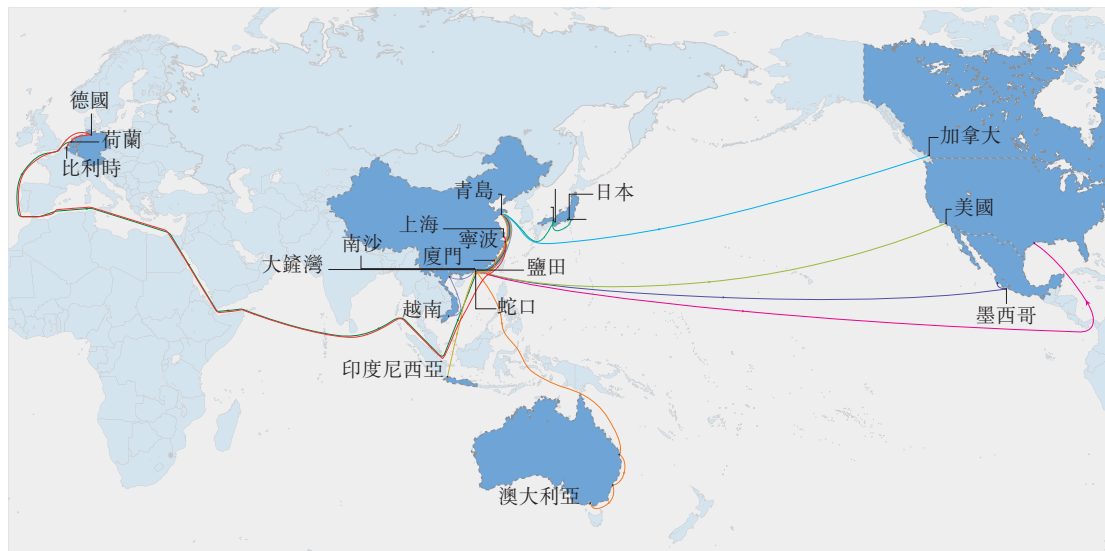 德國
荷蘭
比利時
加拿大
青島
日本
美國
上海
寧波
南沙
廈門
大鏟灣
鹽田
越南
蛇口
墨西哥
印度尼西亞
澳大利亞